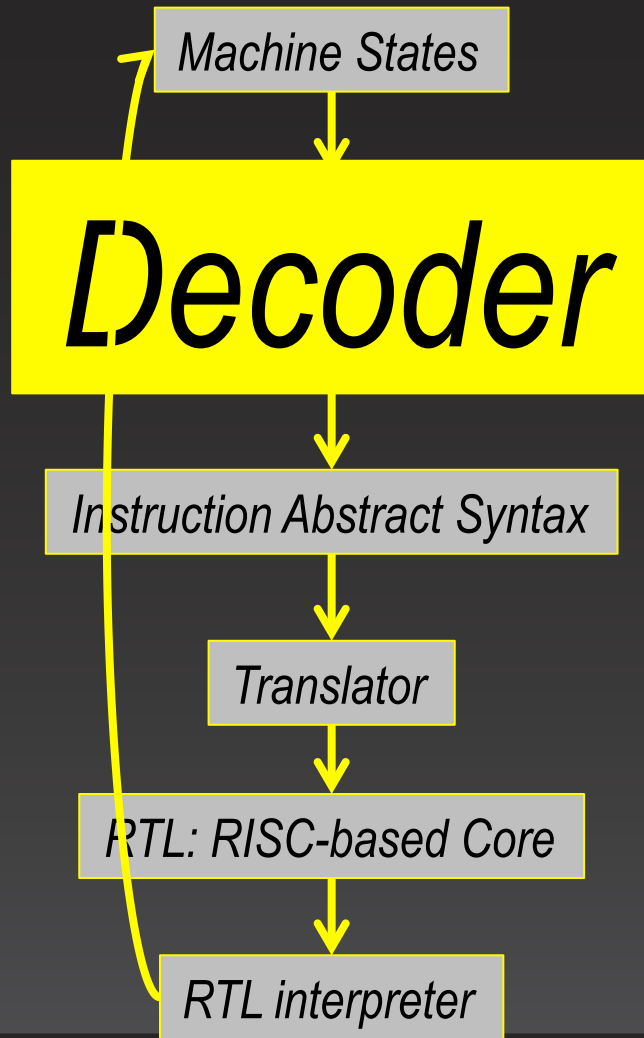 Machine States
Decoder
Instruction Abstract Syntax
Translator
RTL: RISC-based Core
RTL interpreter